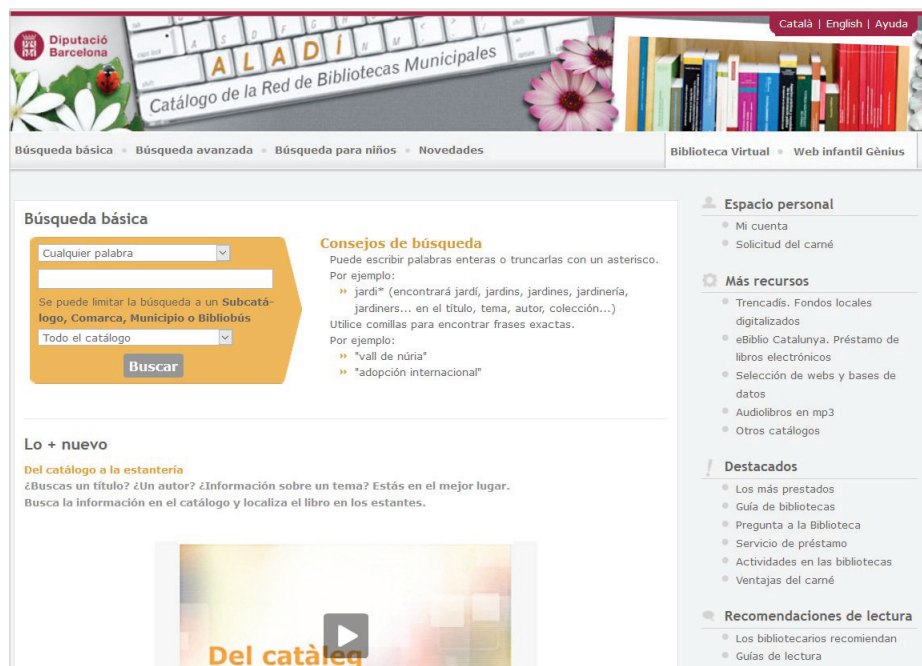 Català | English | Ayuda
Diputació
Barcelona
ALADÍ
Catálogo de la Red de Bibliotecas Municipales
Búsqueda básica
Búsqueda avanzada
Búsqueda para niños
Novedades
Biblioteca Virtual
Web infantil Gènius
Búsqueda básica
Cualquier palabra
Se puede limitar la búsqueda a un Subcatá-
logo, Comarca, Municipio o Bibliobús
Todo el catálogo
Buscar
Consejos de búsqueda
Puede escribir palabras enteras o truncarlas con un asterisco.
Por ejemplo:
» jardi* (encontrará jardí, jardins, jardines, jardinería,
jardiners... en el título, tema, autor, colección...)
Utilice comillas para encontrar frases exactas.
Por ejemplo:
» "vall de núria"
» "adopción internacional"
Lo + nuevo
Del catálogo a la estantería
¿Buscas un título? ¿Un autor? ¿Información sobre un tema? Estás en el mejor lugar.
Busca la información en el catálogo y localiza el libro en los estantes.
Del catàleg
Espacio personal
Mi cuenta
Solicitud del carné
Más recursos
Trencadís. Fondos locales
digitalizados
eBiblio Catalunya. Préstamo de
libros electrónicos
Selección de webs y bases de
datos
Audiolibros en mp3
Otros catálogos
Destacados
Los más prestados
Guía de bibliotecas
Pregunta a la Biblioteca
Servicio de préstamo
Actividades en las bibliotecas
Ventajas del carné
Recomendaciones de lectura
Los bibliotecarios recomiendan
Guías de lectura